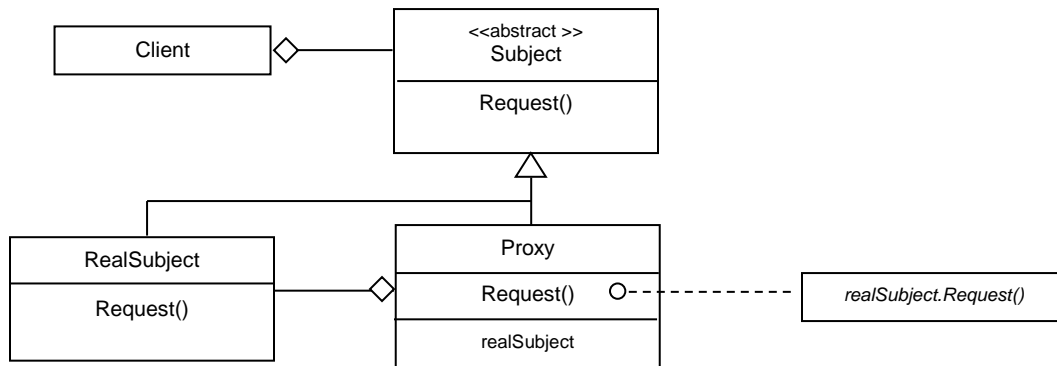 Client
<<abstract >>
Subject
Request()
RealSubject
Request()
Proxy
Request()
realSubject
realSubject.Request()